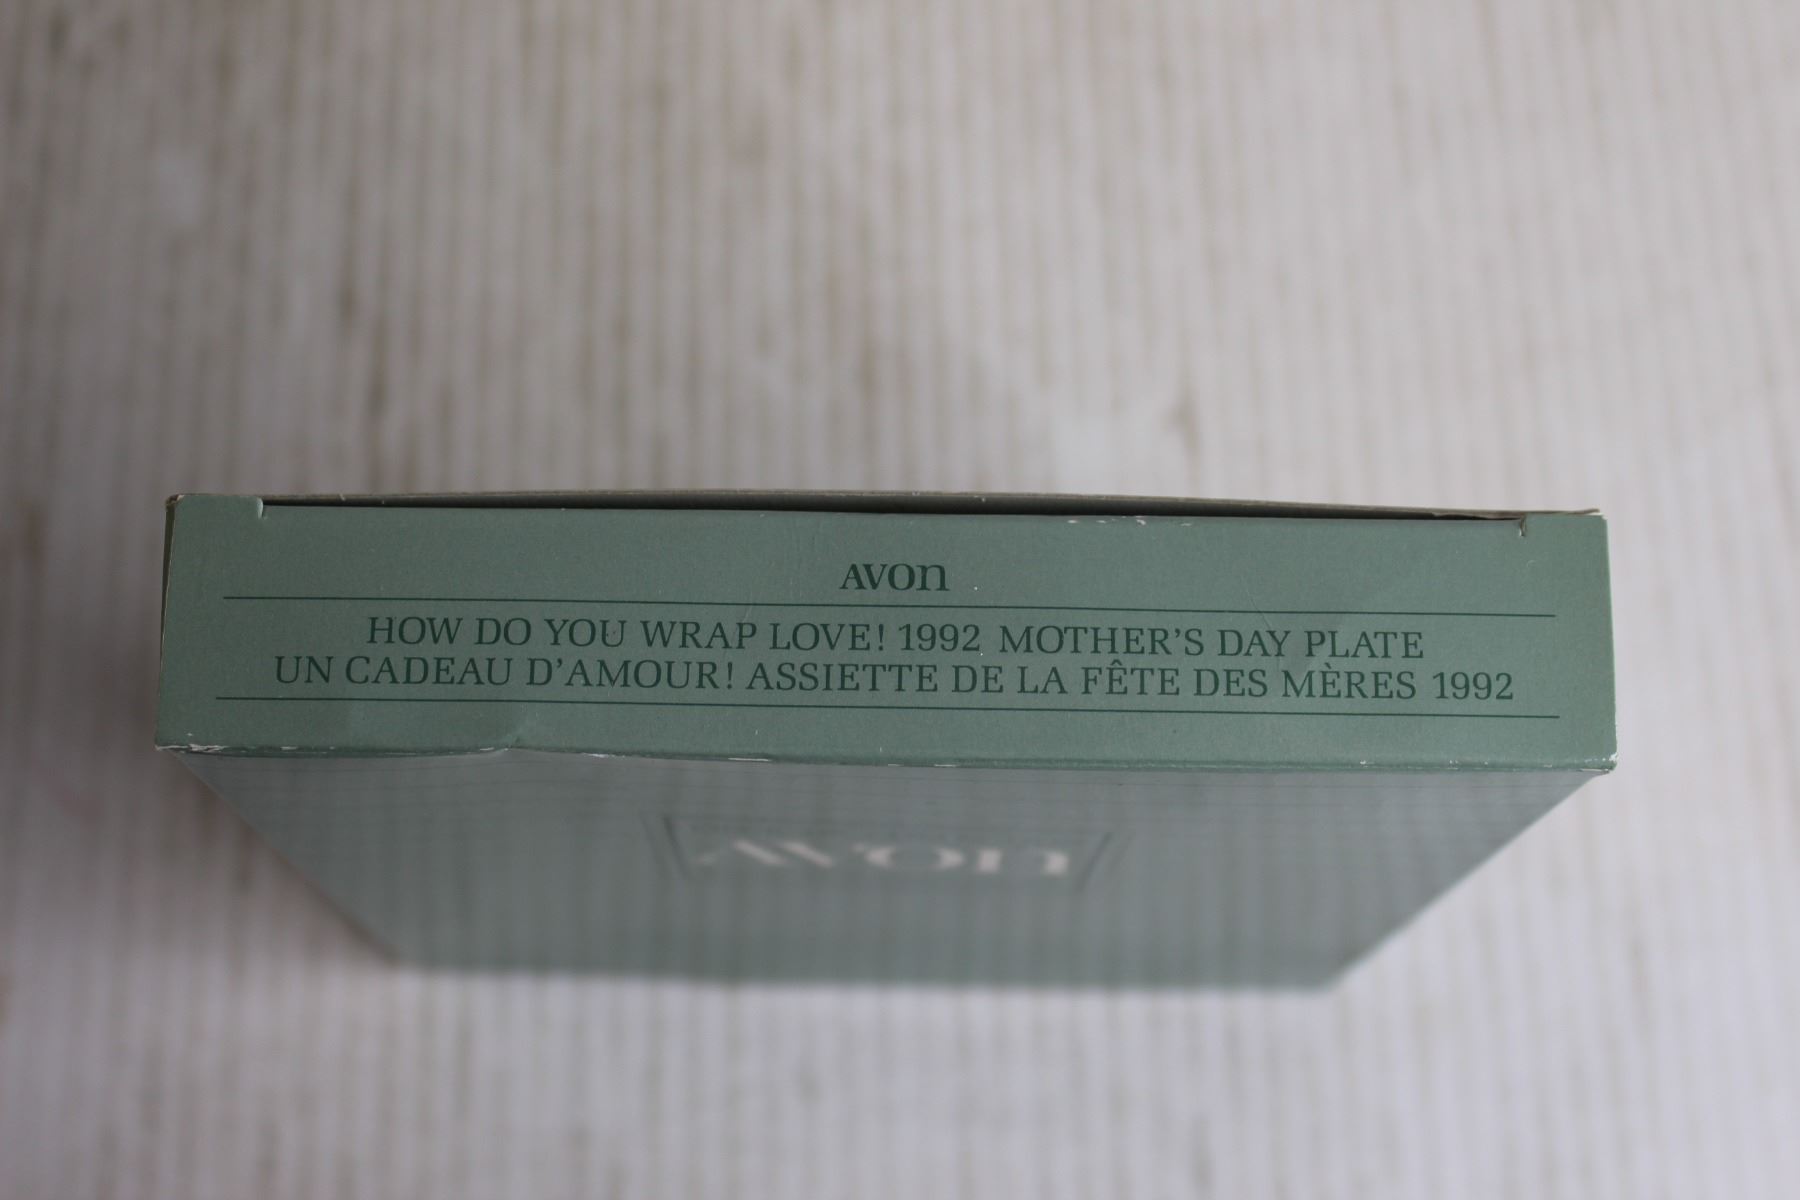 AVON
HOW DO YOU WRAP LOVE! 1992 MOTHER'S DAY PLATE
UN CADEAU D'AMOUR! ASSIETTE DE LA FÊTE DES MÈRES 1992
AVON